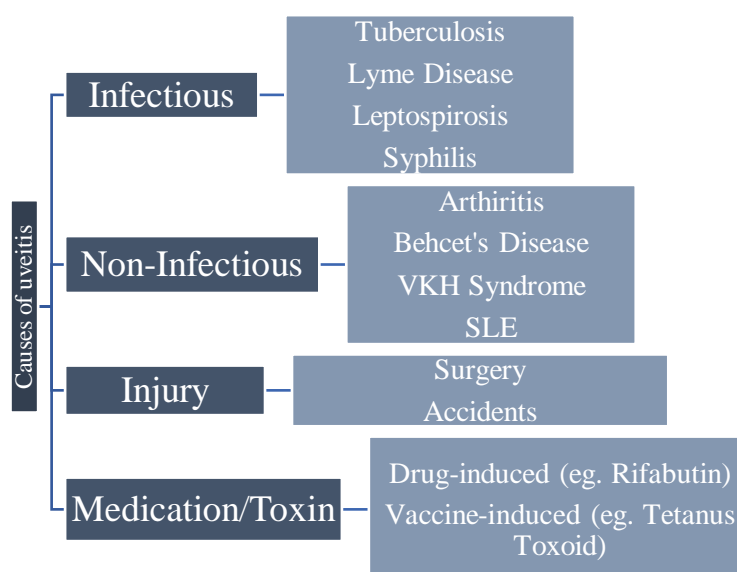 Causes of uveitis
Infectious
Tuberculosis
Lyme Disease
Leptospirosis
Syphilis
Non-Infectious
Arthiritis
Behcet's Disease
VKH Syndrome
SLE
Injury
Surgery
Accidents
Medication/Toxin
Drug-induced (eg. Rifabutin)
Vaccine-induced (eg. Tetanus
Toxoid)